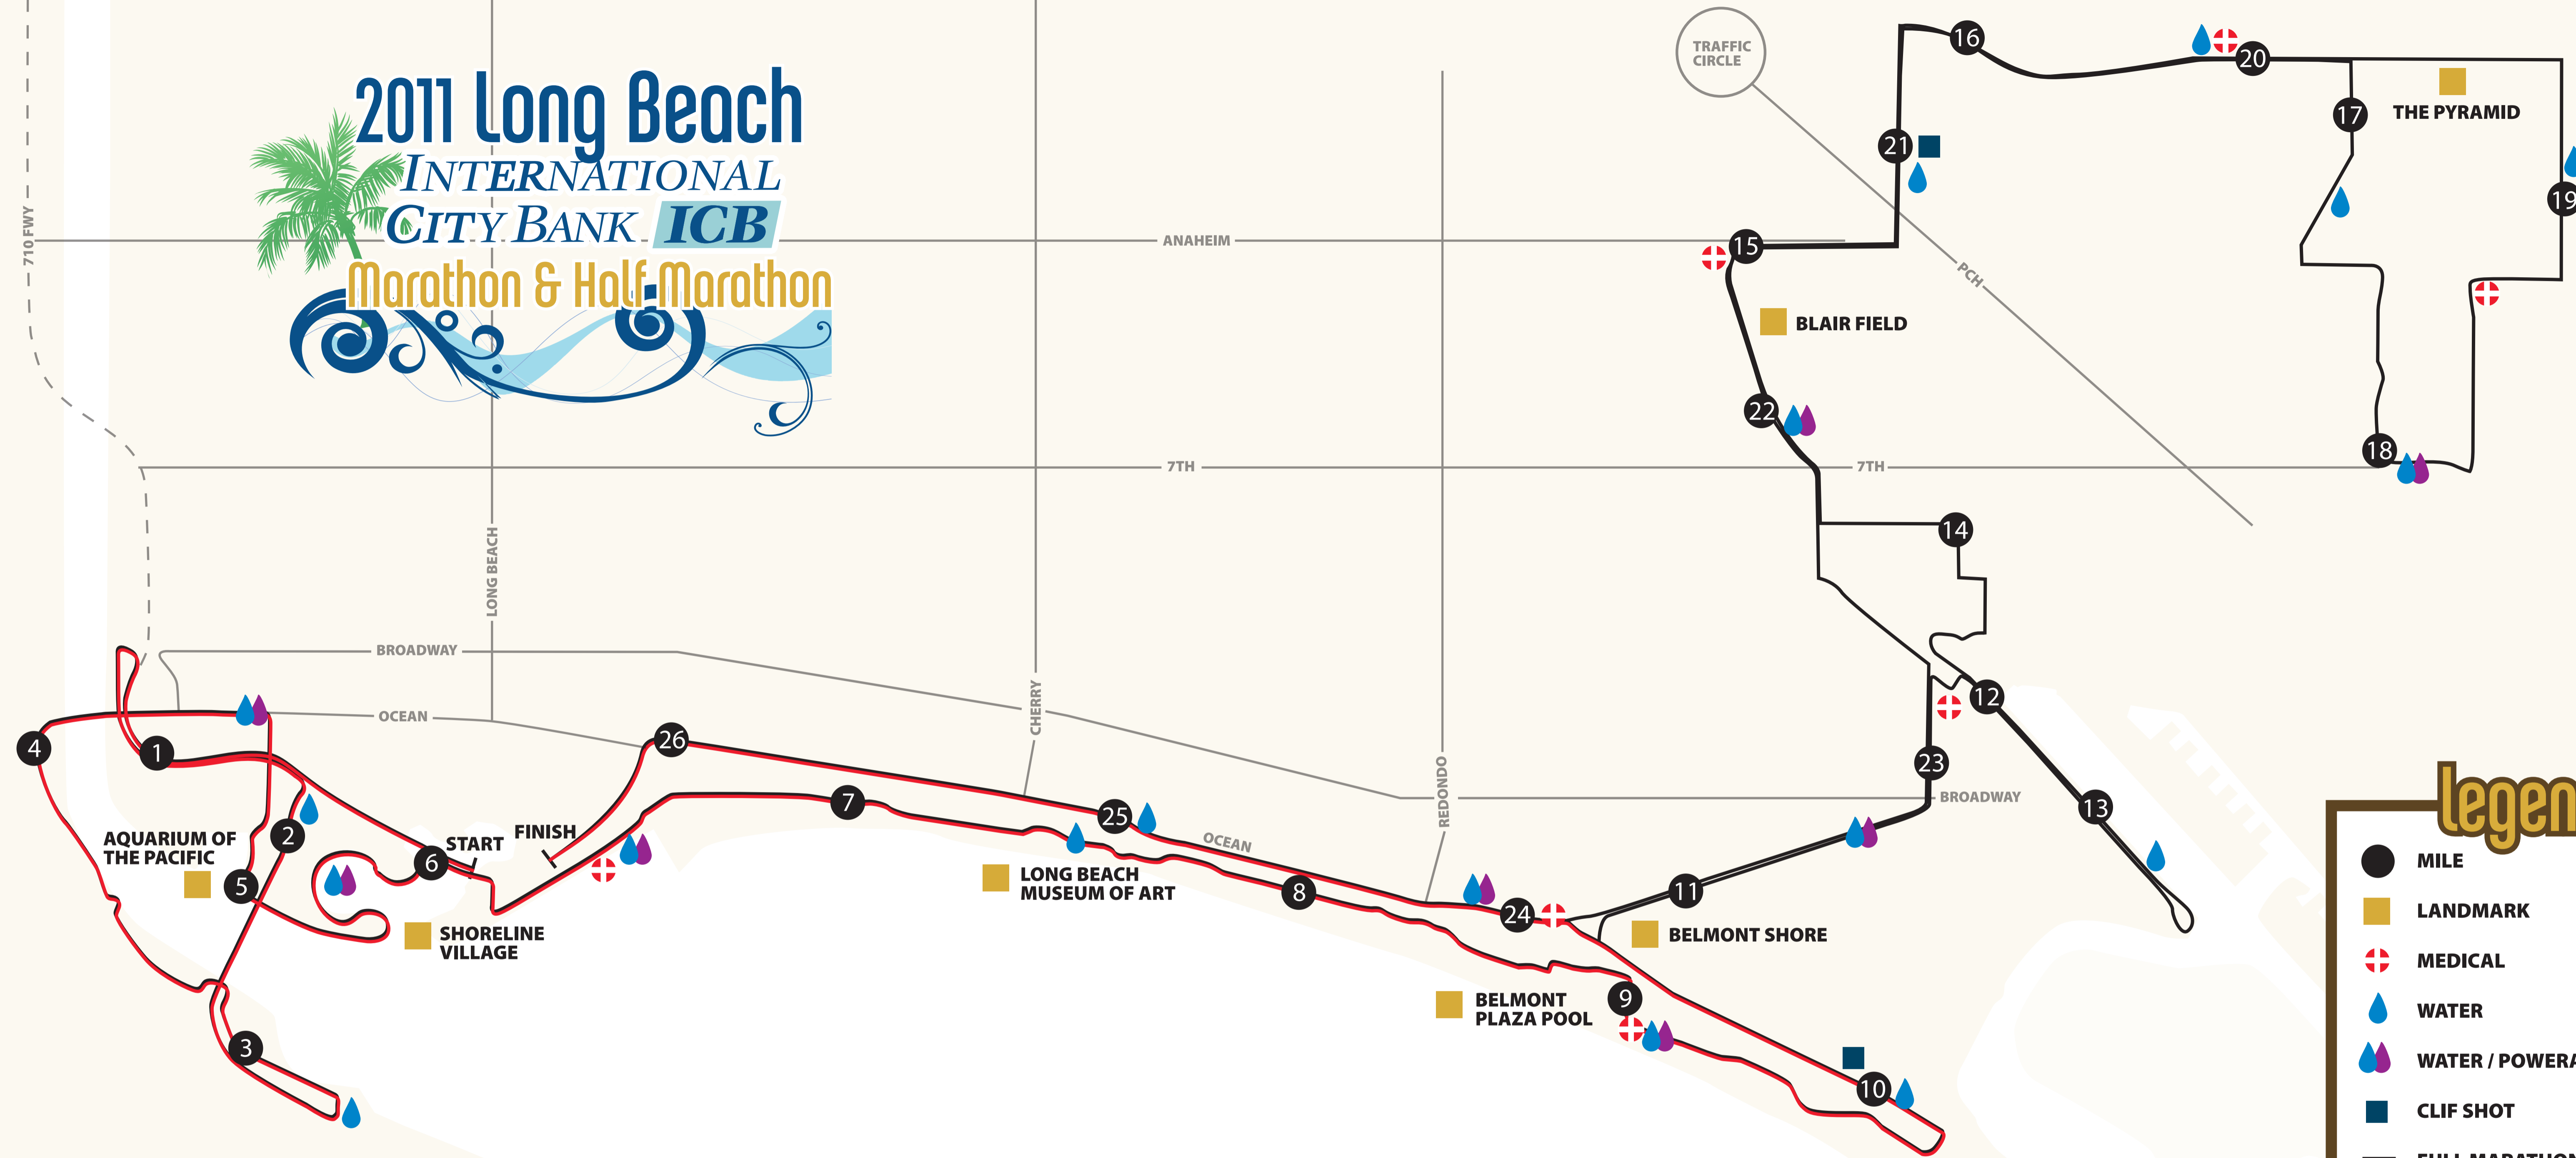 2011 Long Beach
INTERNATIONAL
CITY BANK ICB
Marathon & Half Marathon
TRAFFIC
CIRCLE
16
20
17
THE PYRAMID
21
19
710 FWY
ANAHEIM
15
PCH
BLAIR FIELD
22
18
7TH
7TH
14
LONG BEACH
BROADWAY
OCEAN
CHERRY
REDONDO
12
26
4
1
23
BROADWAY
7
25
OCEAN
13
AQUARIUM OF
THE PACIFIC
2
START
FINISH
6
5
LONG BEACH
MUSEUM OF ART
8
11
24
SHORELINE
VILLAGE
BELMONT SHORE
9
BELMONT
PLAZA POOL
3
10
legen
MILE
LANDMARK
MEDICAL
WATER
WATER / POWERA
CLIF SHOT